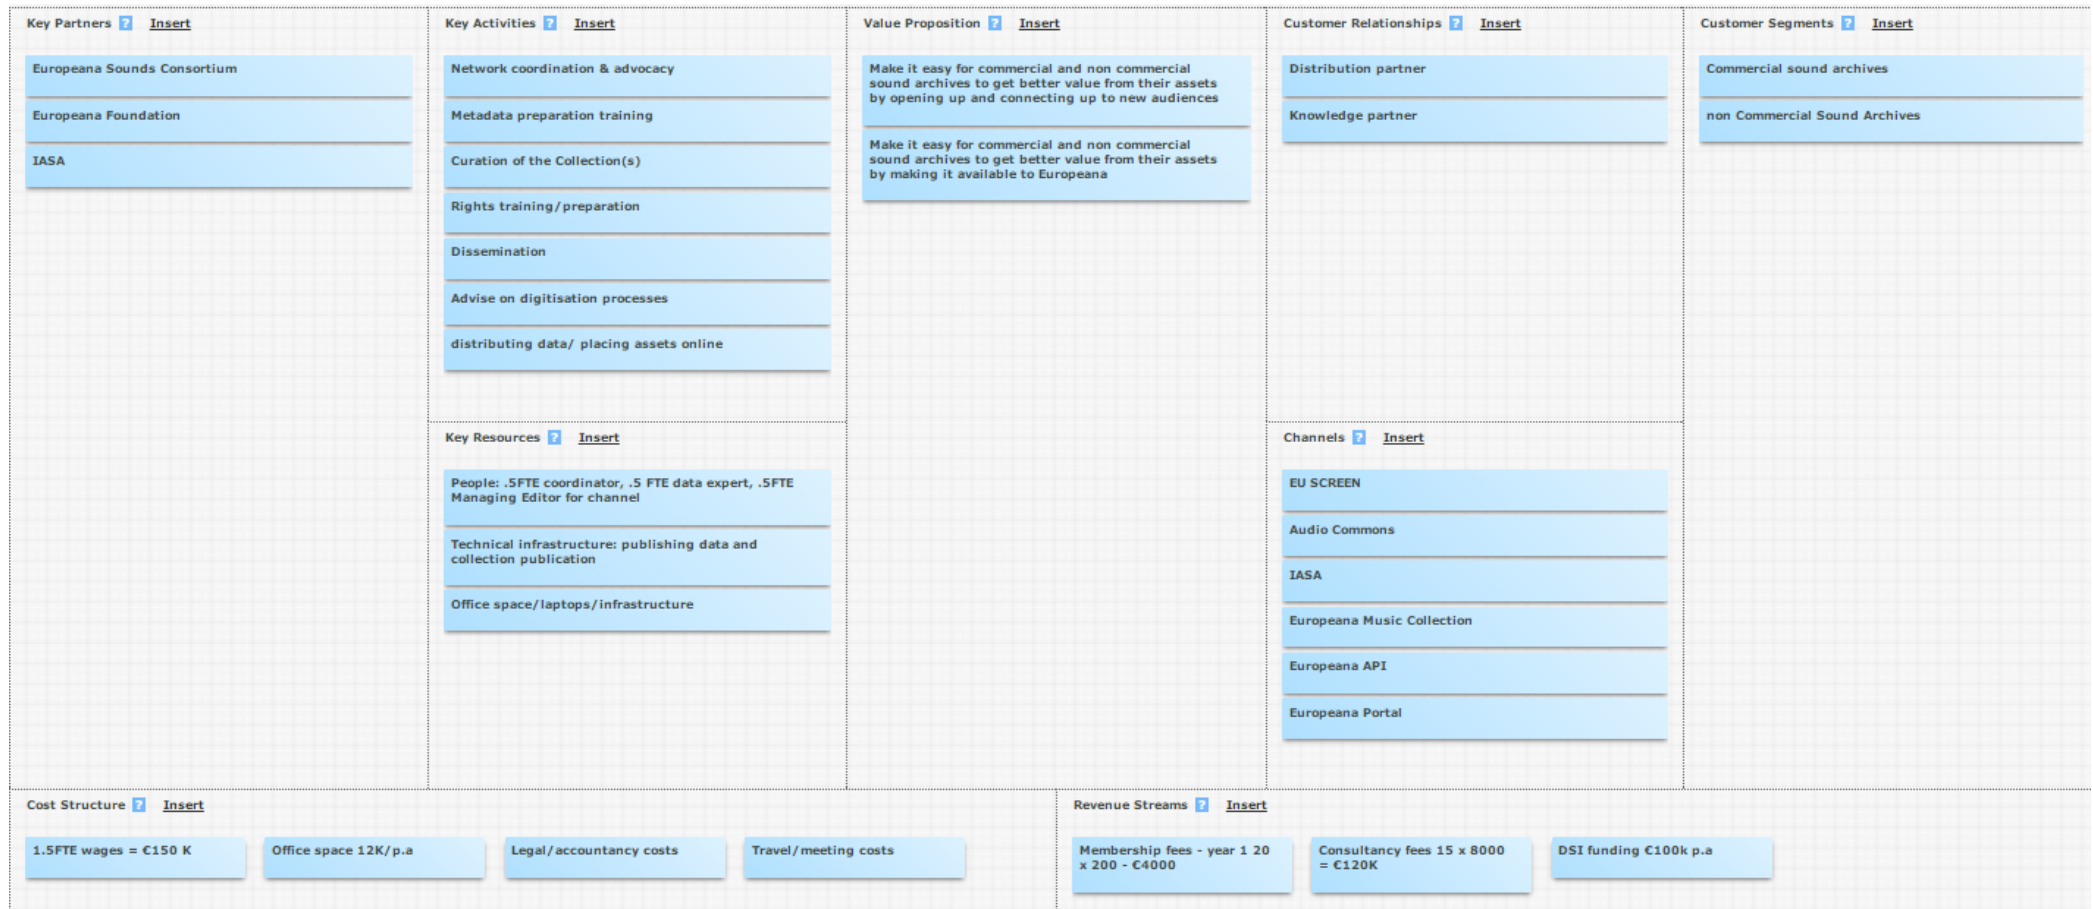 Key Partners ? Insert
Europeana Sounds Consortium
Europeana Foundation
IASA
Key Activities ? Insert
Network coordination & advocacy
Metadata preparation training
Curation of the Collection(s)
Rights training/preparation
Dissemination
Advise on digitisation processes
distributing data/ placing assets online
Key Resources ? Insert
People: .5FTE coordinator, .5 FTE data expert, .5FTE
Managing Editor for channel
Technical infrastructure: publishing data and
collection publication
Office space/laptops/infrastructure
Value Proposition ? Insert
Make it easy for commercial and non commercial
sound archives to get better value from their assets
by opening up and connecting up to new audiences
Make it easy for commercial and non commercial
sound archives to get better value from their assets
by making it available to Europeana
Customer Relationships ? Insert
Distribution partner
Knowledge partner
Channels ? Insert
EU SCREEN
Audio Commons
IASA
Europeana Music Collection
Europeana API
Europeana Portal
Customer Segments ? Insert
Commercial sound archives
non Commercial Sound Archives
Cost Structure ? Insert
1.5FTE wages = €150 K
Office space 12K/p.a
Legal/accountancy costs
Travel/meeting costs
Revenue Streams ? Insert
Membership fees - year 1 20
x 200 - €4000
Consultancy fees 15 x 8000
= €120K
DSI funding €100k p.a